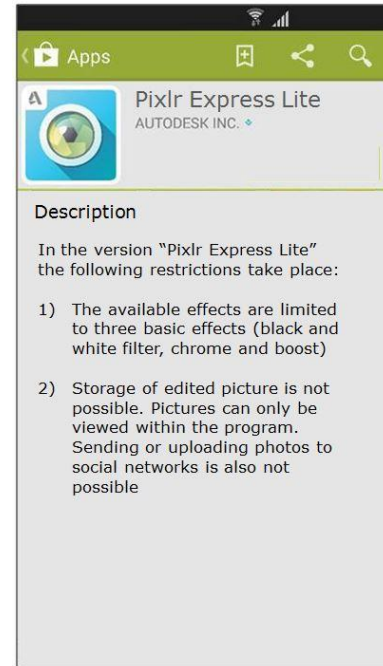 Apps
Pixlr Express Lite
AUTODESK INC.
Description
In the version “Pixlr Express Lite”
the following restrictions take place:
1) The available effects are limited
to three basic effects (black and
white filter, chrome and boost)
2) Storage of edited picture is not
possible. Pictures can only be
viewed within the program.
Sending or uploading photos to
social networks is also not
possible